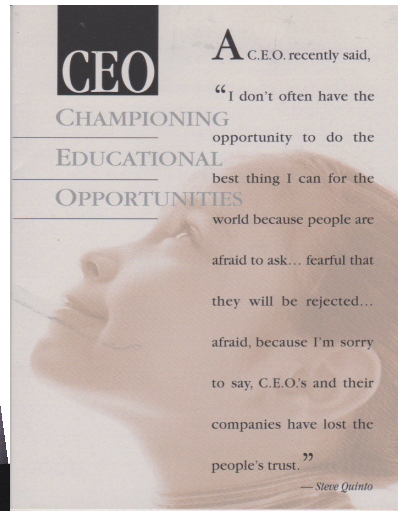 CEO
CHAMPIONING
EDUCATIONAL
OPPORTUNITIES
A C.E.O. recently said,
“I don’t often have the
opportunity to do the
best thing I can for the
world because people are
afraid to ask... fearful that
they will be rejected...
afraid, because I’m sorry
to say, C.E.O.’s and their
companies have lost the
people’s trust.”
— Steve Quinto